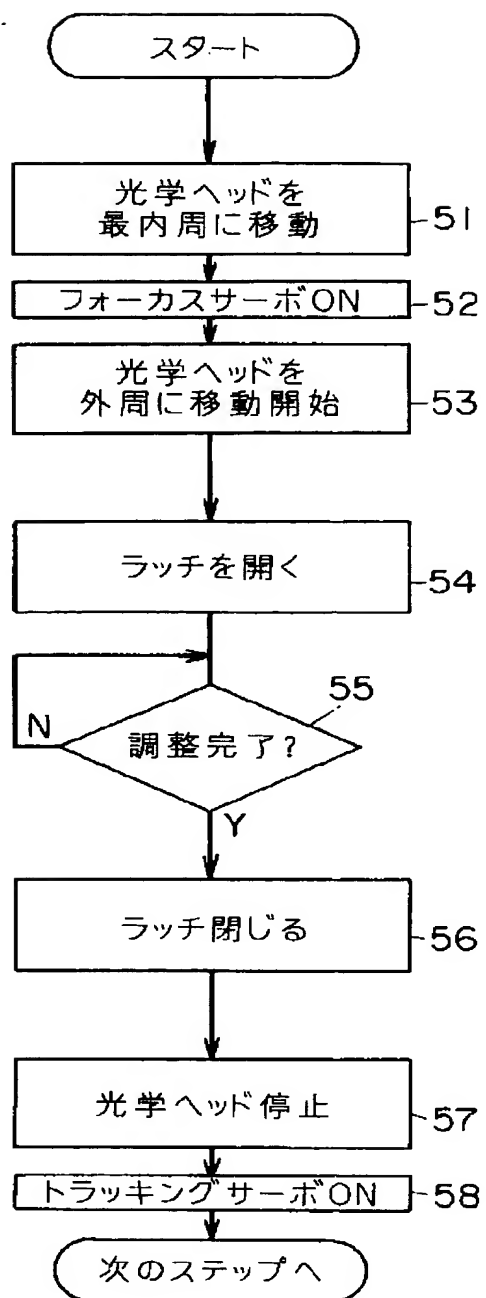 スタート
光学ヘッドを
最内周に移動
51
フォーカスサーボON
52
光学ヘッドを
外周に移動開始
53
ラッチを開く
54
55
調整完了?
N
Y
ラッチ閉じる
56
光学ヘッド停止
57
トラッキングサーボON
58
次のステップへ